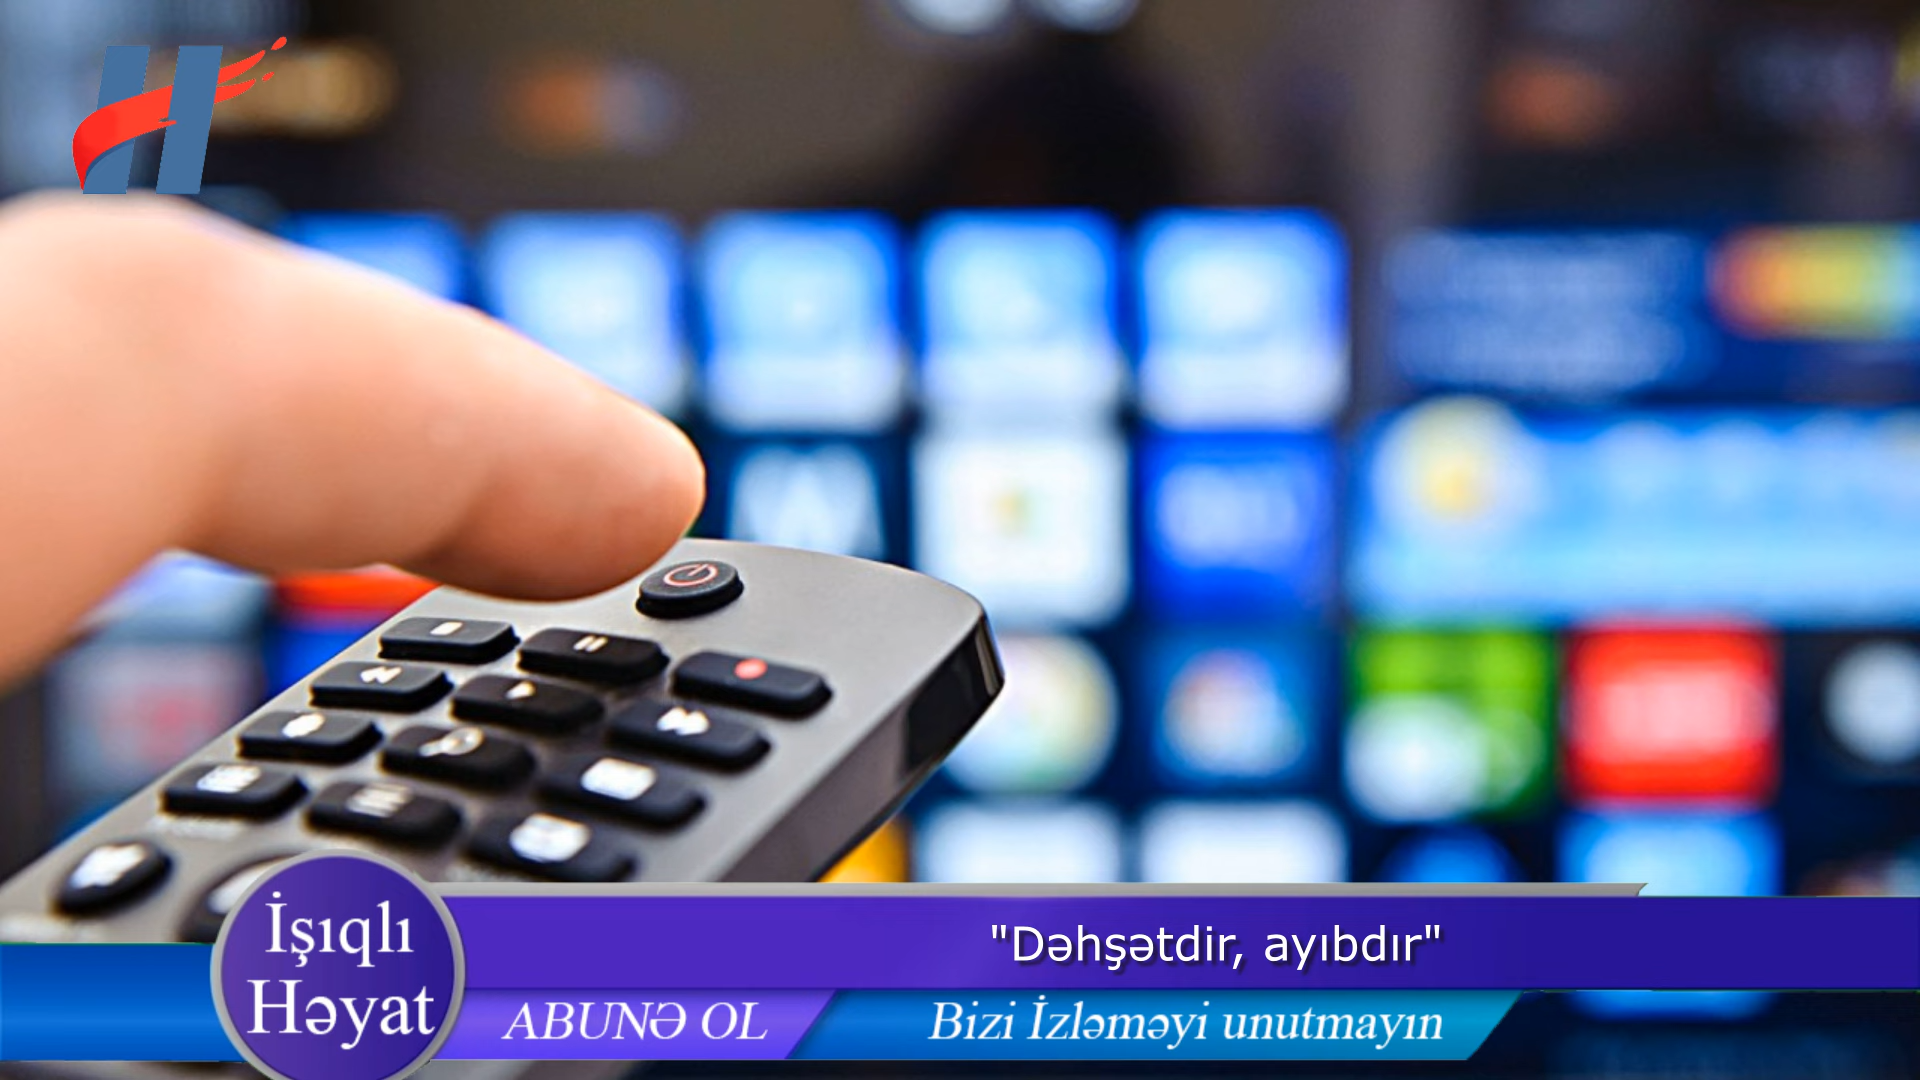 "Dəhşətdir, ayıbdır"
İşıqlı
Həyat
ABUNƏ OL
Bizi İzləməyi unutmayın